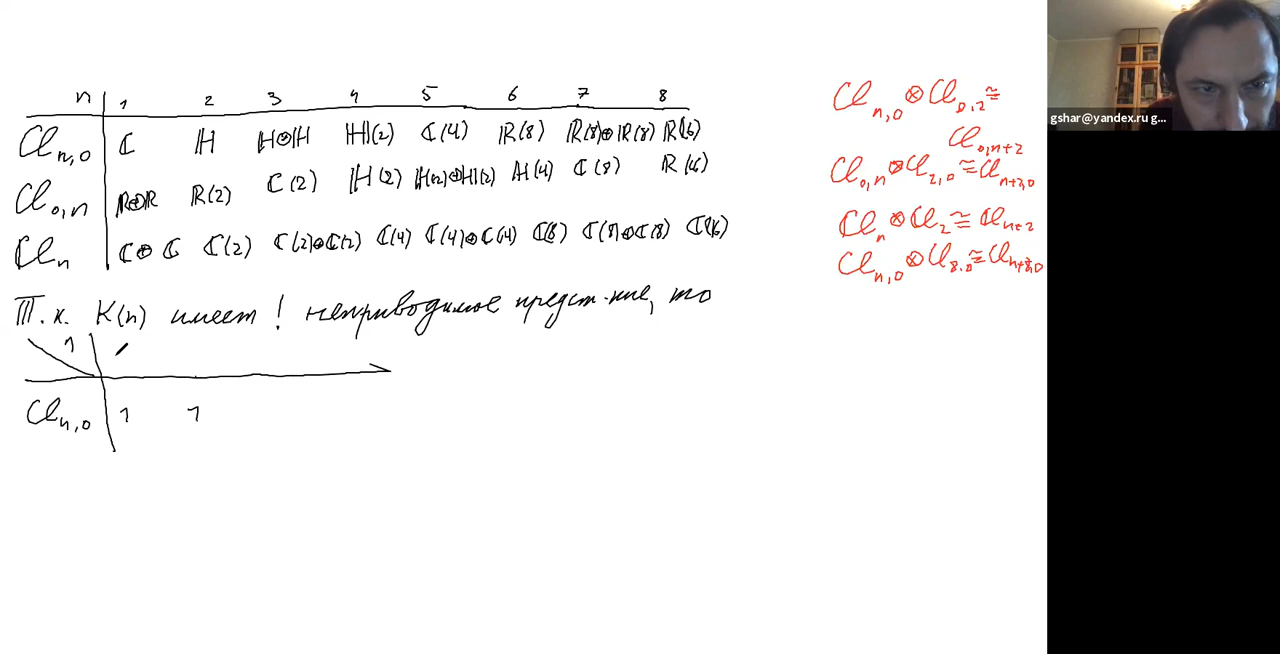 n 1 2 3 4 5 6 7 8
Cl_{n,0} ℂ ℍ ℍ⊕ℍ ℍ(2) ℂ(4) ℝ(8) ℝ(8)⊕ℝ(8) ℝ(16)
Cl_{0,n} ℝ⊕ℝ ℝ(2) ℂ(2) ℍ(2) ℍ(2)⊕ℍ(2) ℍ(4) ℂ(8) ℝ(16)
ℂl_n ℂ⊕ℂ ℂ(2) ℂ(2)⊕ℂ(2) ℂ(4) ℂ(4)⊕ℂ(4) ℂ(8) ℂ(8)⊕ℂ(8) ℂ(16)
Т.к. K(n) имеет ! неприводимое предст-ние, то
n
Cl_{n,0} 1 1
Cl_{n,0} ⊗ Cl_{0,2} ≅
Cl_{0,n+2}
Cl_{0,n} ⊗ Cl_{2,0} ≅ Cl_{n+2,0}
ℂl_n ⊗ ℂl_2 ≅ ℂl_{n+2}
Cl_{n,0} ⊗ Cl_{8,0} ≅ Cl_{n+8,0}
gshar@yandex.ru g...